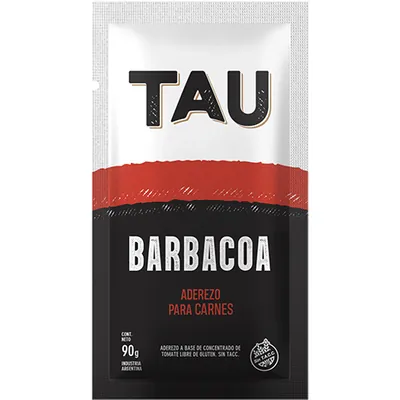 TAU
BARBACOA
ADEREZO
PARA CARNES
CONT.
NETO
90g
INDUSTRIA
ARGENTINA
ADEREZO A BASE DE CONCENTRADO DE
TOMATE LIBRE DE GLUTEN. SIN TACC.
SIN T.A.C.C.